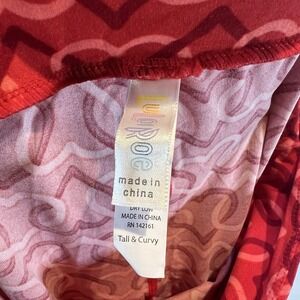 LuLaRoe
made in
china
DRY LOW
MADE IN CHINA
RN 142161
Tall & Curvy